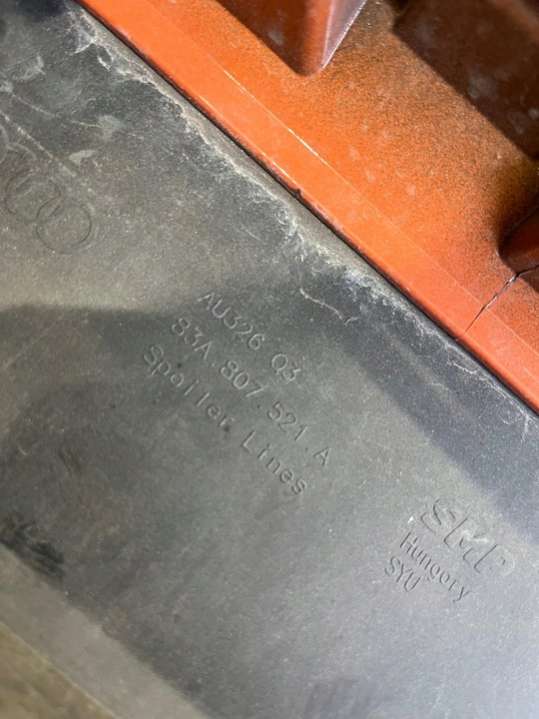 AU326 Q3
83A.807.521.A
Spoiler Lines
SMP
Hungary
SYU